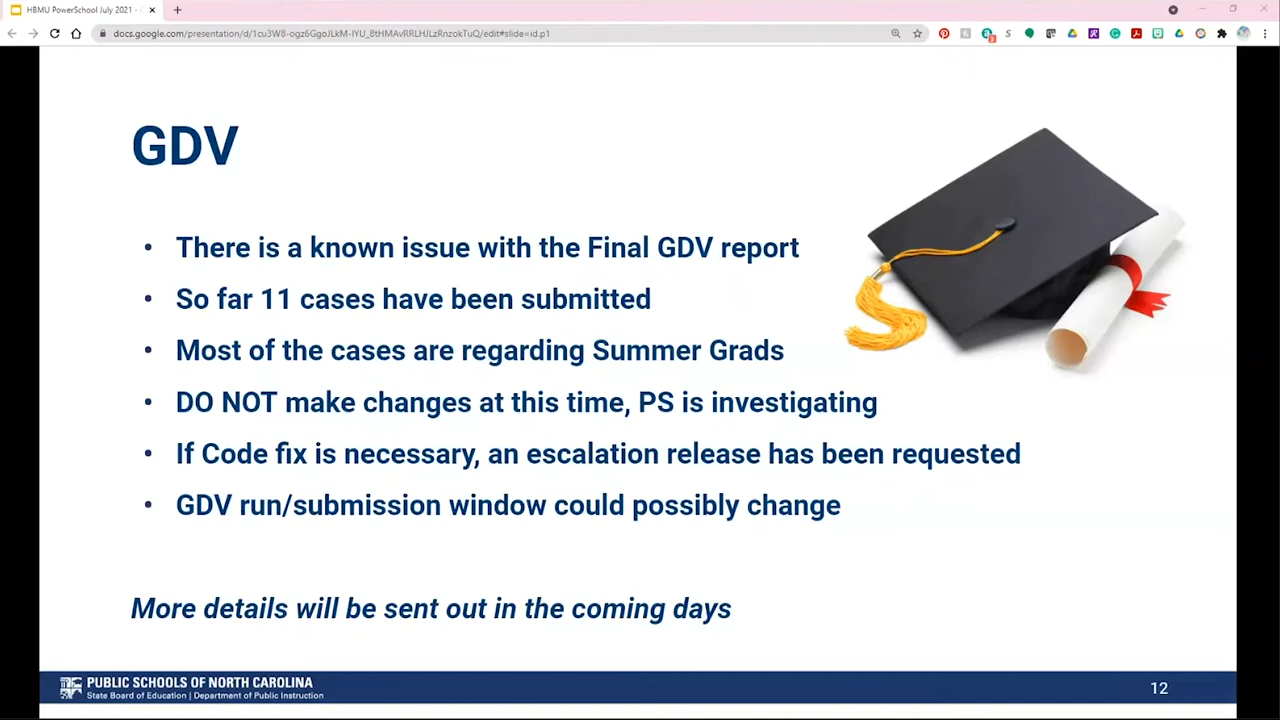 HBMU PowerSchool July 2021 -
docs.google.com/presentation/d/1cu3W8-ogz6GgoJLkM-IYU_8tHMAvRRLHJLzRnzokTuQ/edit#slide=id.p1
GDV
• There is a known issue with the Final GDV report
• So far 11 cases have been submitted
• Most of the cases are regarding Summer Grads
• DO NOT make changes at this time, PS is investigating
• If Code fix is necessary, an escalation release has been requested
• GDV run/submission window could possibly change
More details will be sent out in the coming days
PUBLIC SCHOOLS OF NORTH CAROLINA
State Board of Education | Department of Public Instruction
12